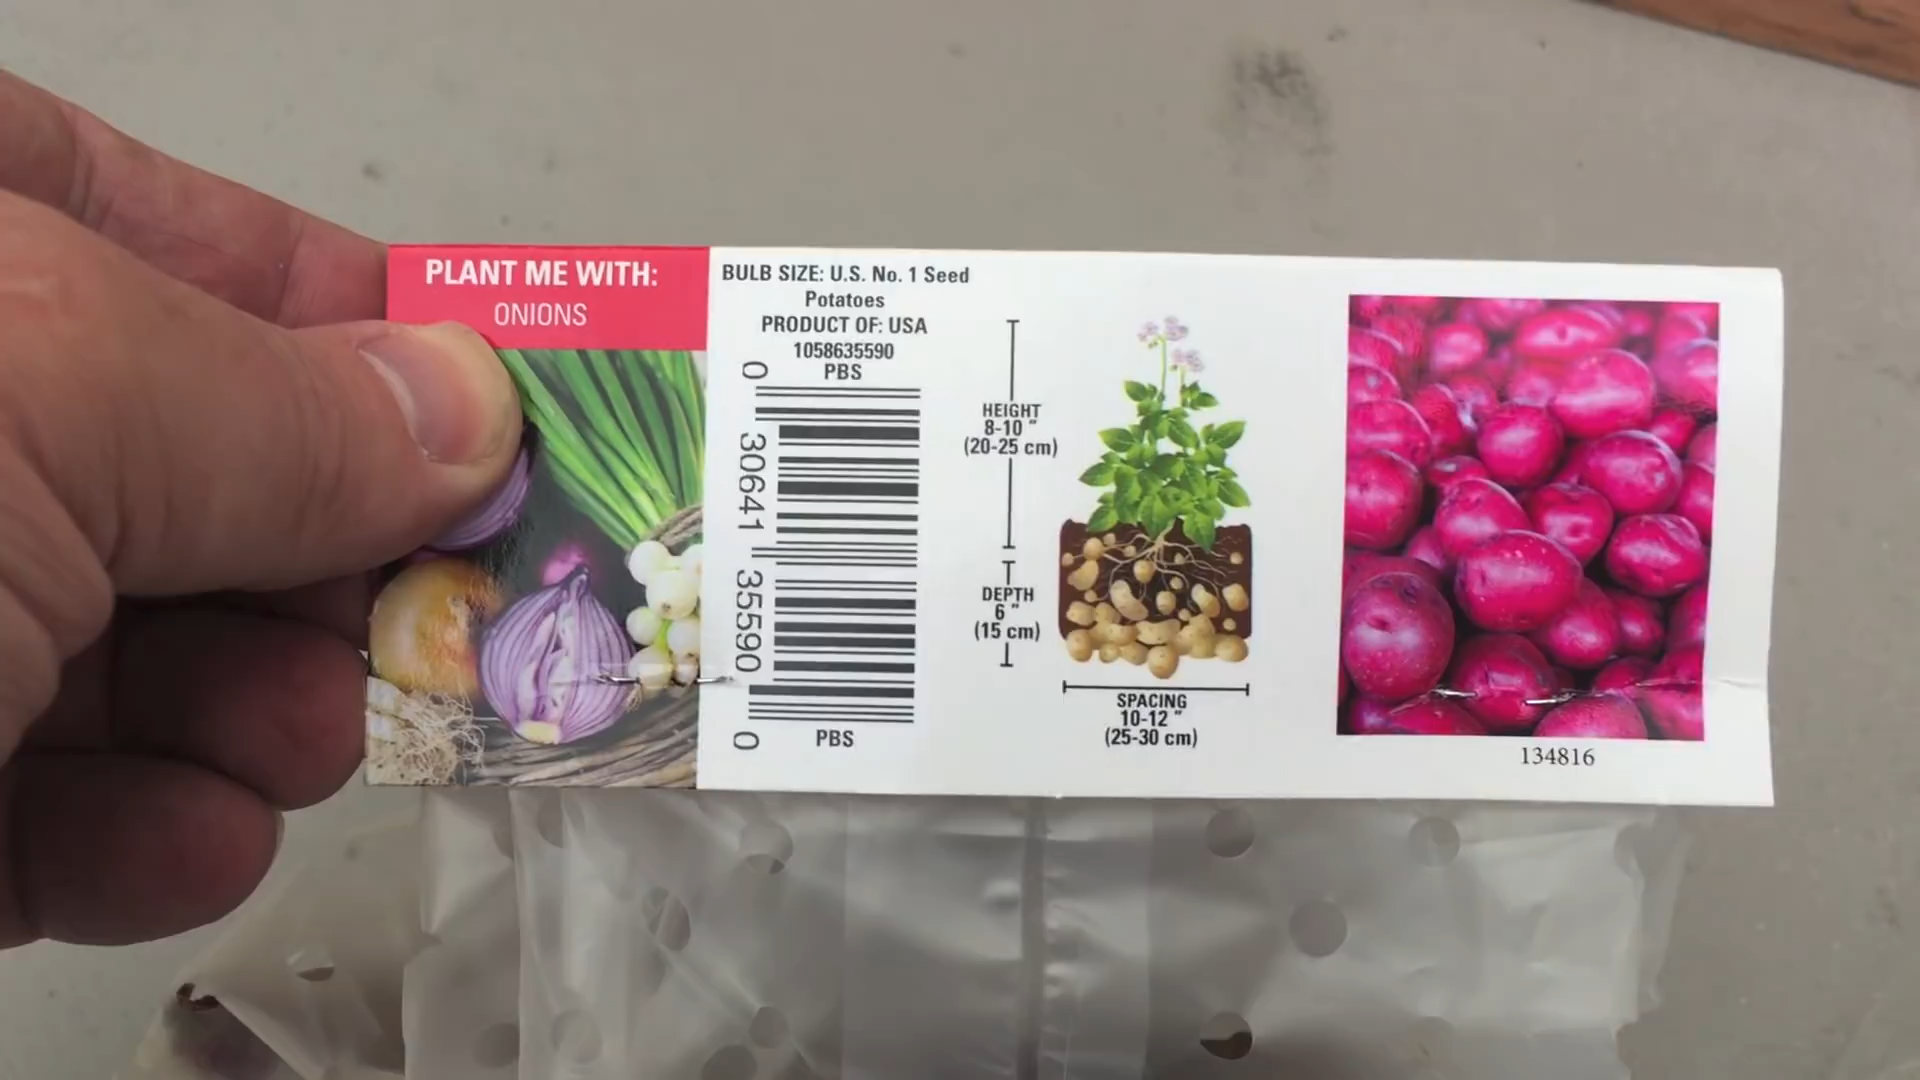 PLANT ME WITH:
ONIONS
BULB SIZE: U.S. No. 1 Seed
Potatoes
PRODUCT OF: USA
1058635590
PBS
0 30641 35590 0
PBS
HEIGHT
8-10 "
(20-25 cm)
DEPTH
6 "
(15 cm)
SPACING
10-12 "
(25-30 cm)
134816